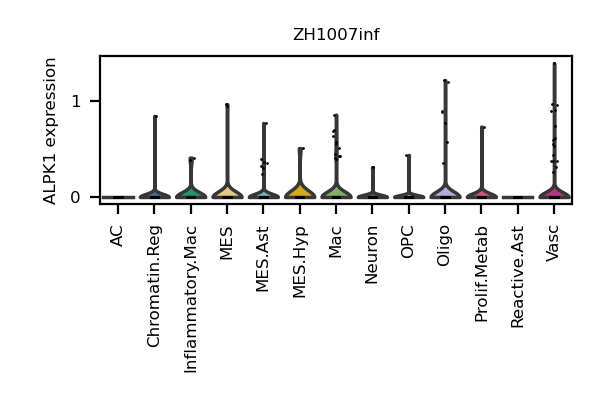 ZH1007inf
ALPK1 expression
1
0
AC
Chromatin.Reg
Inflammatory.Mac
MES
MES.Ast
MES.Hyp
Mac
Neuron
OPC
Oligo
Prolif.Metab
Reactive.Ast
Vasc